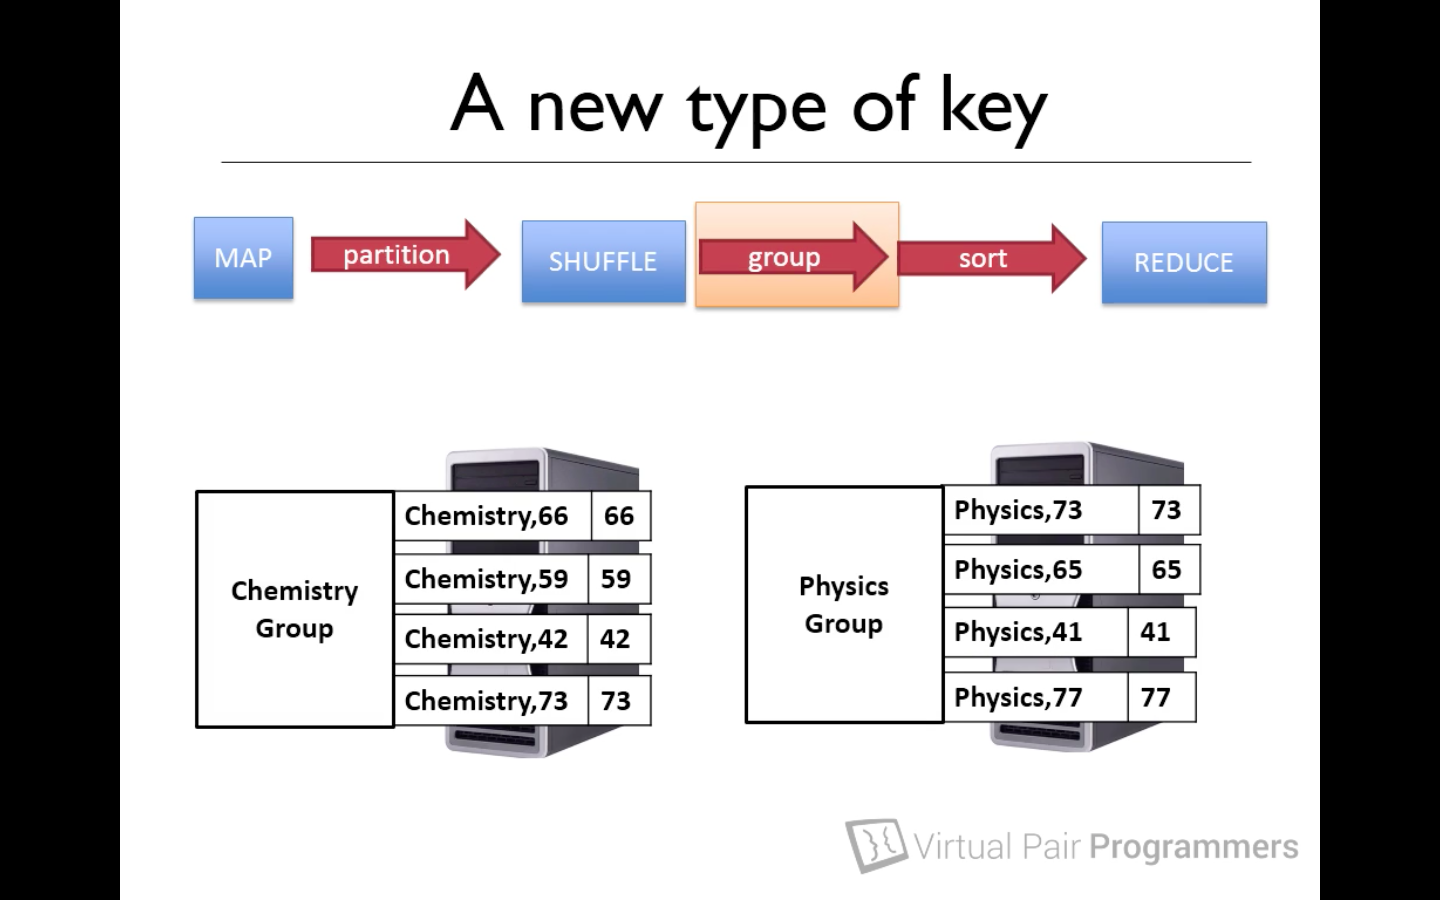 A new type of key
MAP
partition
SHUFFLE
group
sort
REDUCE
Chemistry
Group
Chemistry,66 66
Chemistry,59 59
Chemistry,42 42
Chemistry,73 73
Physics
Group
Physics,73 73
Physics,65 65
Physics,41 41
Physics,77 77
Virtual Pair Programmers